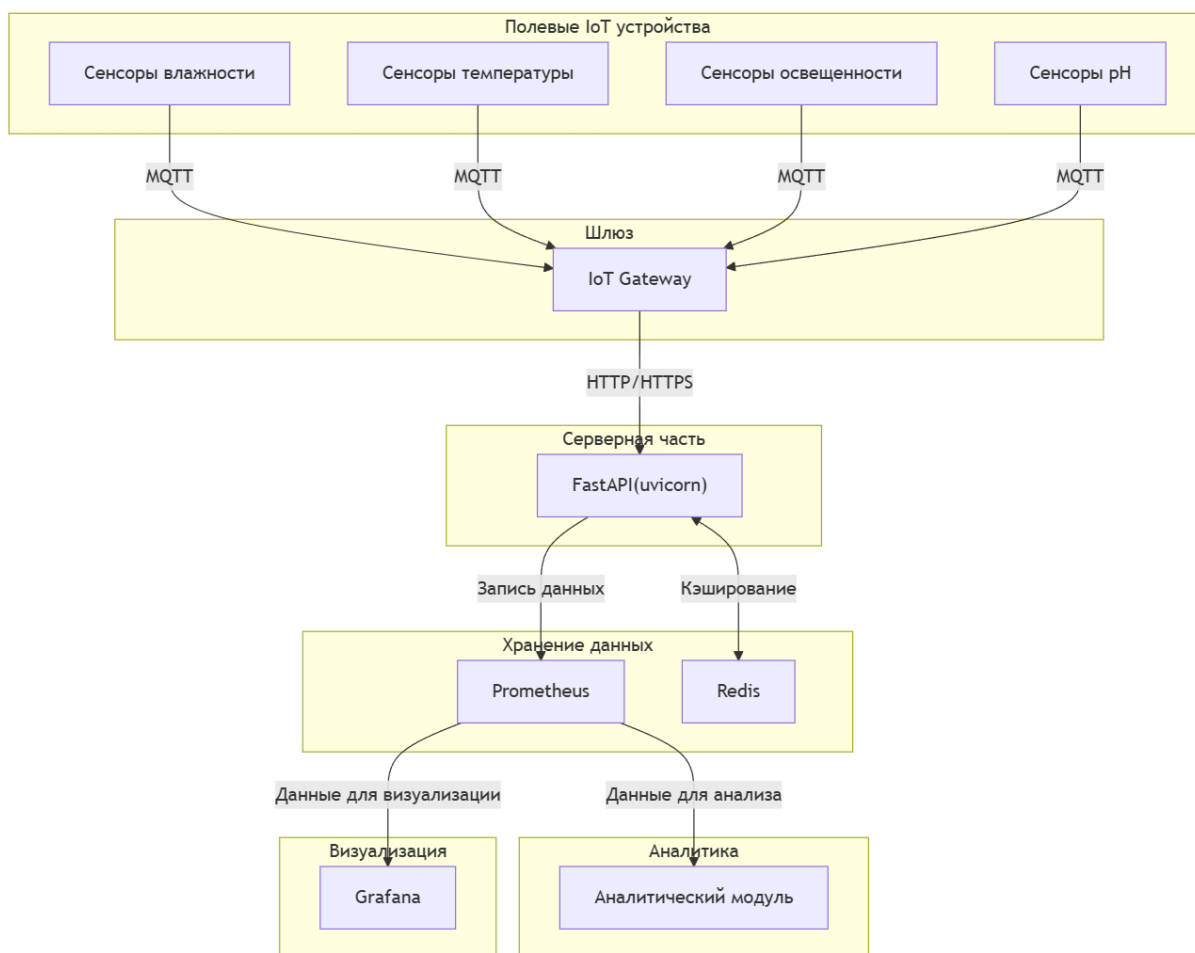 Полевые IoT устройства
Сенсоры влажности
Сенсоры температуры
Сенсоры освещенности
Сенсоры pH
MQTT
MQTT
MQTT
MQTT
Шлюз
IoT Gateway
HTTP/HTTPS
Серверная часть
FastAPI(uvicorn)
Запись данных
Кэширование
Хранение данных
Prometheus
Redis
Данные для визуализации
Данные для анализа
Визуализация
Аналитика
Grafana
Аналитический модуль